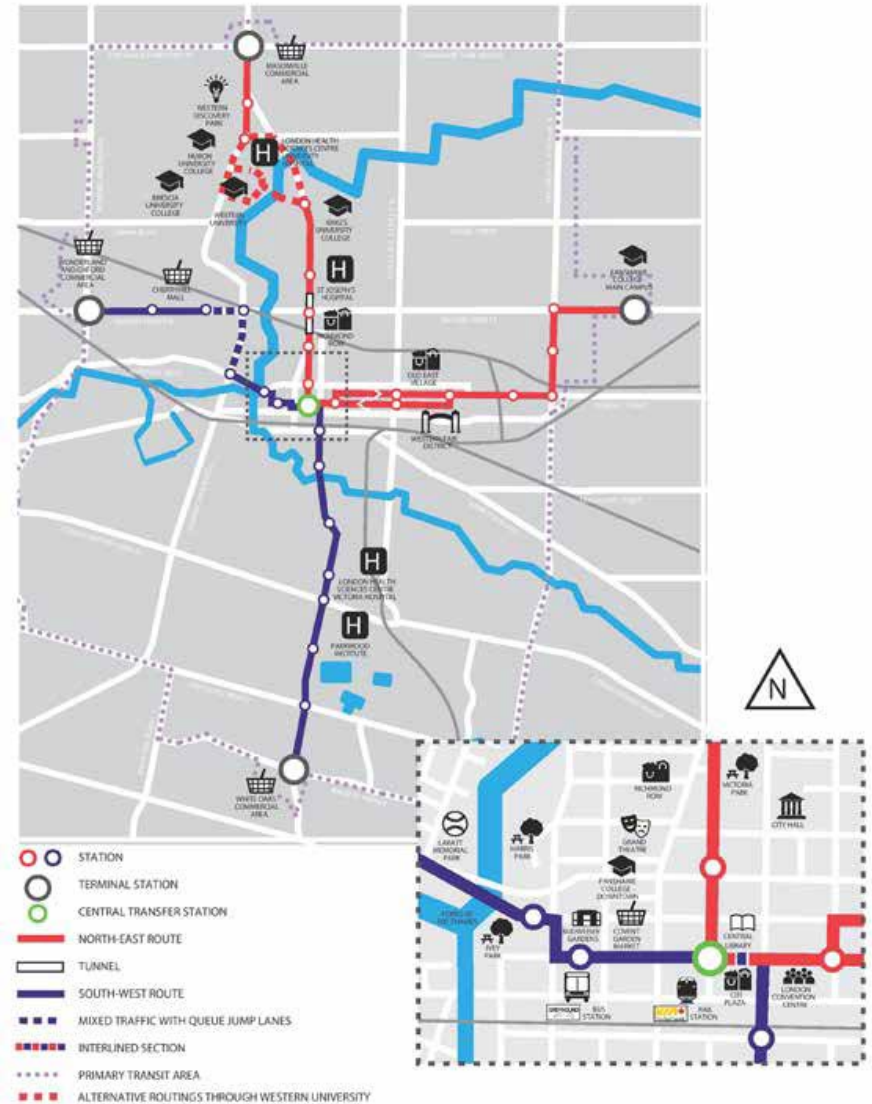 MASONVILLE
COMMERCIAL
AREA
WESTERN
DISCOVERY
PARK
HURON
UNIVERSITY
COLLEGE
LONDON HEALTH
SCIENCES CENTRE
UNIVERSITY
HOSPITAL
BRESCIA
UNIVERSITY
COLLEGE
WESTERN
UNIVERSITY
KING'S
UNIVERSITY
COLLEGE
WONDERLAND
AND OXFORD
COMMERCIAL
AREA
CHERRYHILL
MALL
ST JOSEPH'S
HOSPITAL
FANSHAWE
COLLEGE
MAIN CAMPUS
RICHMOND
ROW
OLD EAST
VILLAGE
WESTERN FAIR
DISTRICT
H
LONDON HEALTH
SCIENCES CENTRE
VICTORIA HOSPITAL
H
PARKWOOD
INSTITUTE
WHITE OAKS
COMMERCIAL
AREA
N
STATION
TERMINAL STATION
CENTRAL TRANSFER STATION
NORTH-EAST ROUTE
TUNNEL
SOUTH-WEST ROUTE
MIXED TRAFFIC WITH QUEUE JUMP LANES
INTERLINED SECTION
PRIMARY TRANSIT AREA
ALTERNATIVE ROUTINGS THROUGH WESTERN UNIVERSITY
RICHMOND
ROW
VICTORIA
PARK
CITY HALL
LABATT
MEMORIAL
PARK
HARRIS
PARK
GRAND
THEATRE
FANSHAWE
COLLEGE -
DOWNTOWN
FORKS OF
THE THAMES
IVEY
PARK
BUDWEISER
GARDENS
COVENT
GARDEN
MARKET
CENTRAL
LIBRARY
CITI
PLAZA
LONDON
CONVENTION
CENTRE
GREYHOUND
BUS
STATION
RAIL
STATION